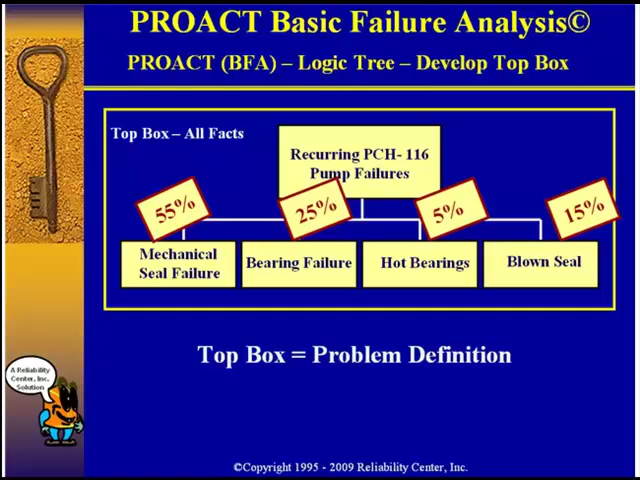 PROACT Basic Failure Analysis©
PROACT (BFA) – Logic Tree – Develop Top Box
Top Box – All Facts
Recurring PCH- 116
Pump Failures
55%
25%
5%
15%
Mechanical
Seal Failure
Bearing Failure
Hot Bearings
Blown Seal
Top Box = Problem Definition
A Reliability
Center, Inc.
Solution
©Copyright 1995 - 2009 Reliability Center, Inc.